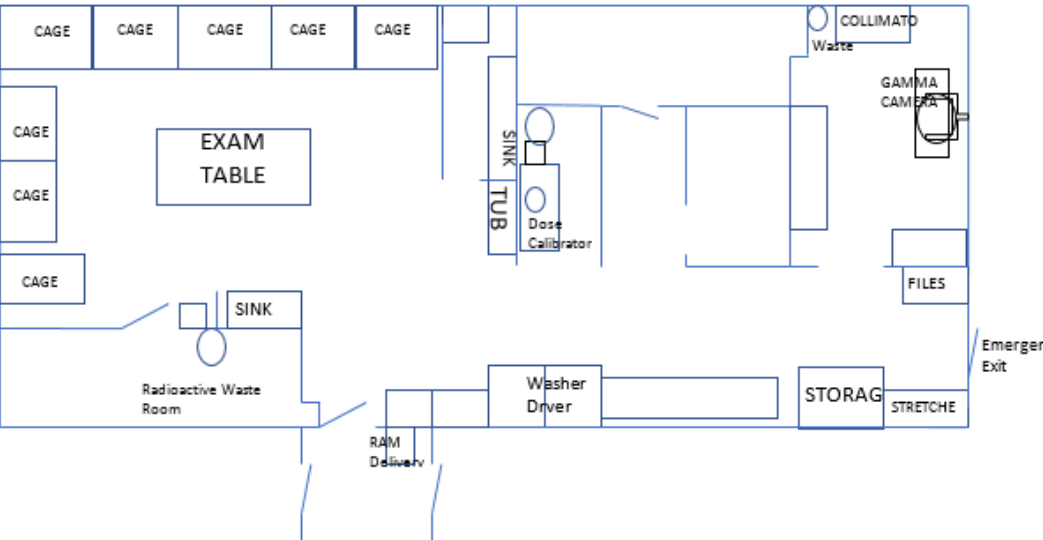 CAGE
CAGE
CAGE
CAGE
CAGE
COLLIMATO
Waste
GAMMA
CAMERA
CAGE
EXAM
TABLE
SINK
CAGE
TUB
Dose
Calibrator
CAGE
FILES
SINK
Emerger
Exit
Radioactive Waste
Room
Washer
Dryer
STORAG
STRETCHE
RAM
Delivery